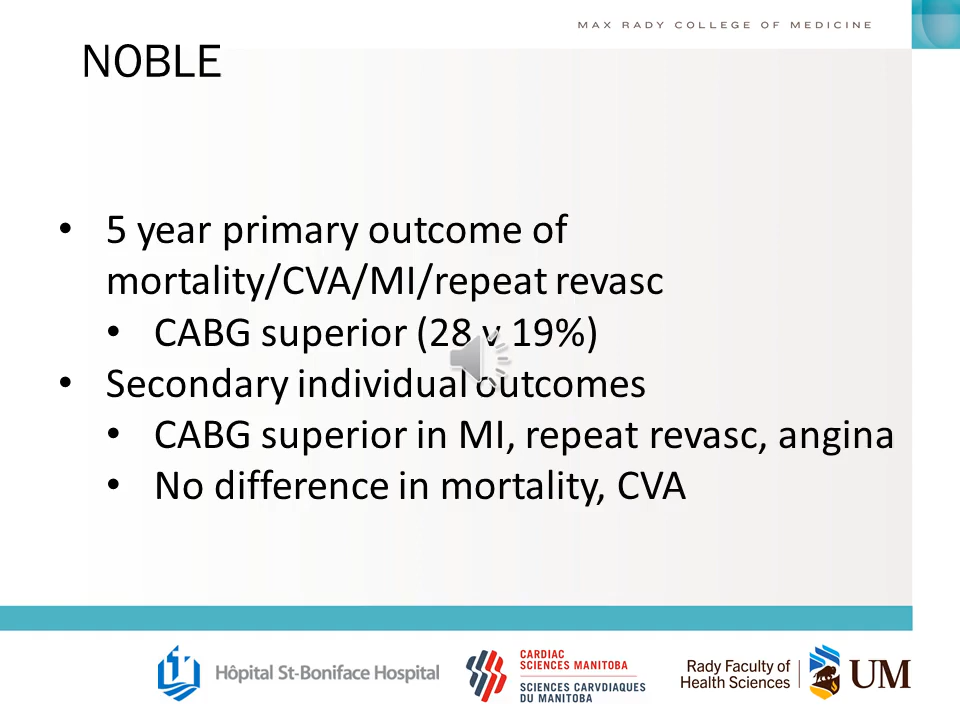 MAX RADY COLLEGE OF MEDICINE
NOBLE
• 5 year primary outcome of
mortality/CVA/MI/repeat revasc
• CABG superior (28 v 19%)
• Secondary individual outcomes
• CABG superior in MI, repeat revasc, angina
• No difference in mortality, CVA
Hôpital St-Boniface Hospital
CARDIAC
SCIENCES MANITOBA
SCIENCES CARVDIAQUES
DU MANITOBA
Rady Faculty of
Health Sciences
UM